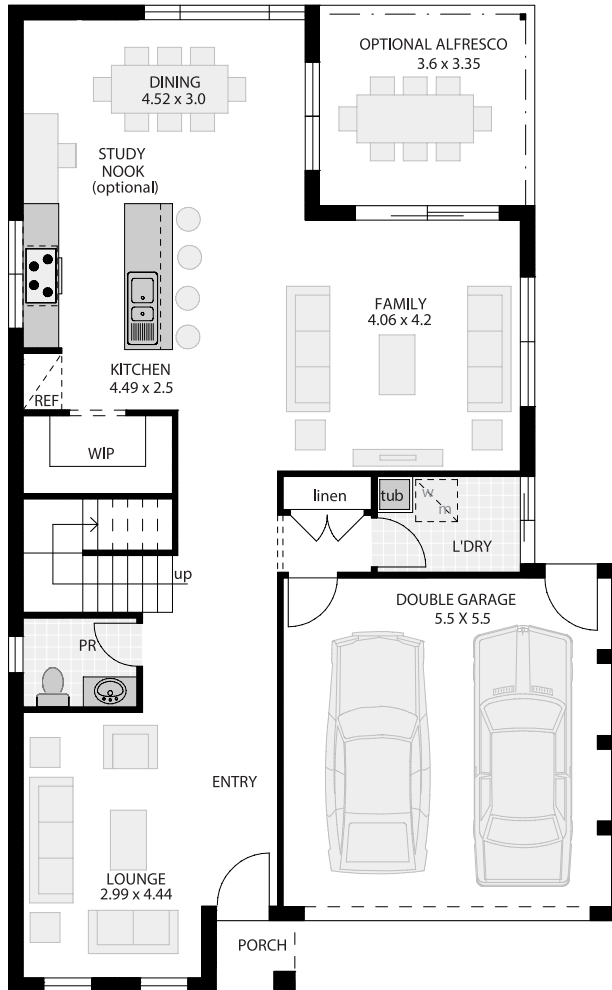 OPTIONAL ALFRESCO
3.6 x 3.35
DINING
4.52 x 3.0
STUDY
NOOK
(optional)
FAMILY
4.06 x 4.2
KITCHEN
4.49 x 2.5
REF
WIP
linen
tub
w
m
L'DRY
up
DOUBLE GARAGE
5.5 X 5.5
PR
ENTRY
LOUNGE
2.99 x 4.44
PORCH